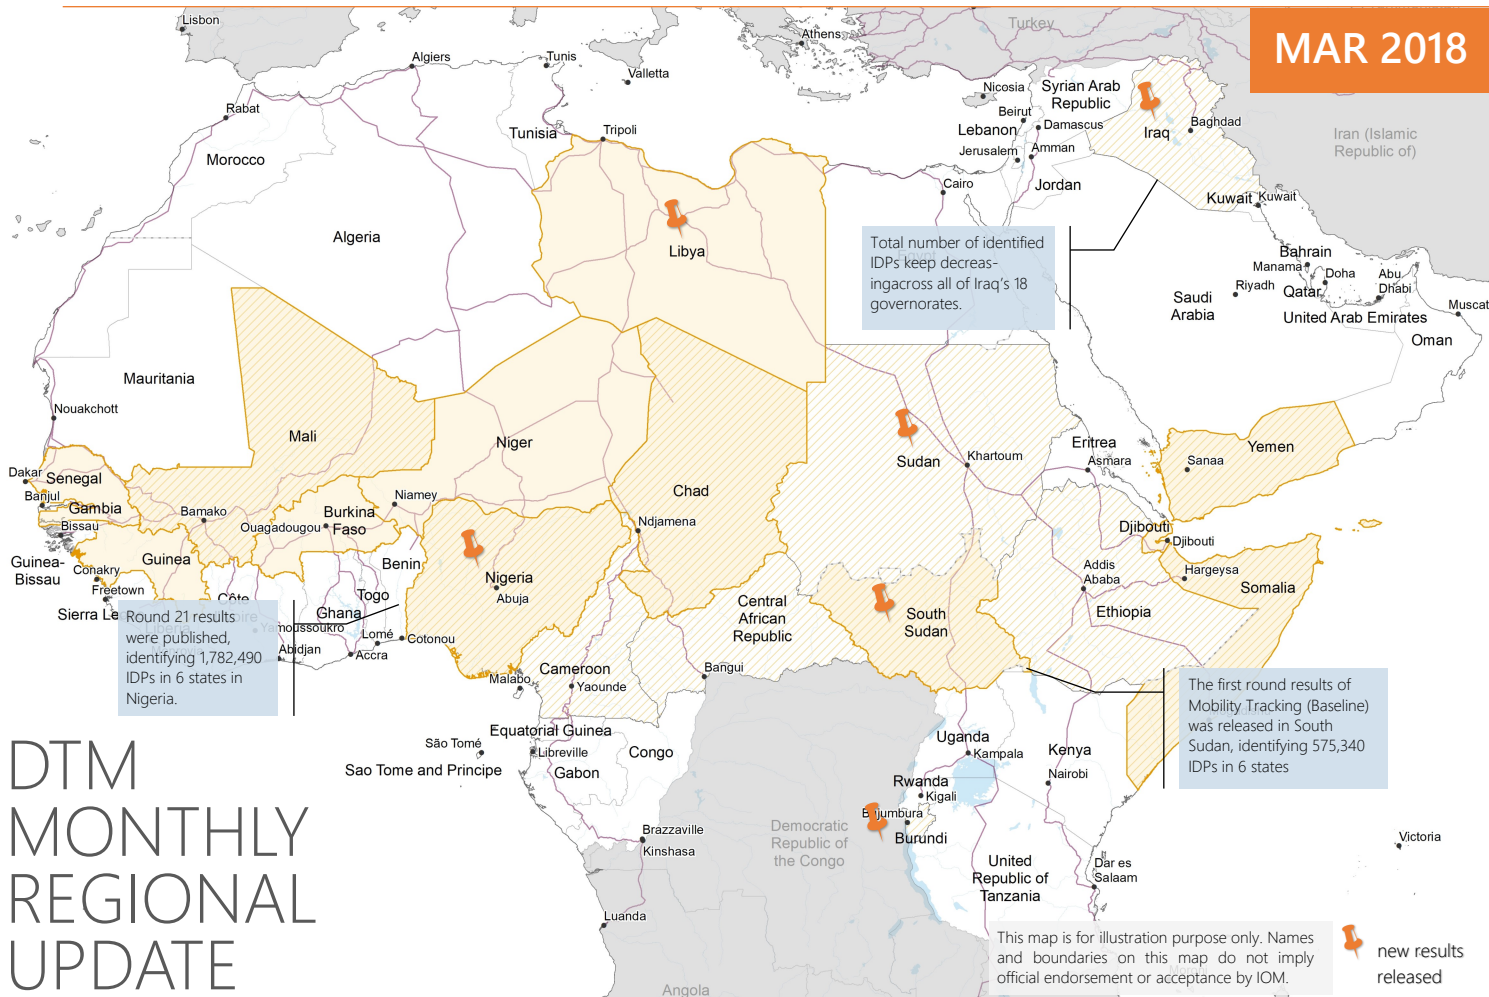 MAR 2018
Lisbon
Algiers
Tunis
Valletta
Athens
Turkey
Nicosia
Syrian Arab
Republic
Beirut
Damascus
Lebanon
Jerusalem
Amman
Jordan
Iraq
Baghdad
Iran (Islamic
Republic of)
Kuwait
Kuwait
Rabat
Morocco
Tunisia
Tripoli
Algeria
Libya
Cairo
Egypt
Total number of identified
IDPs keep decreas-
ingacross all of Iraq's 18
governorates.
Bahrain
Manama
Doha
Qatar
Riyadh
Abu
Dhabi
Saudi
Arabia
United Arab Emirates
Muscat
Oman
Mauritania
Nouakchott
Mali
Niger
Chad
Sudan
Khartoum
Eritrea
Asmara
Yemen
Sanaa
Dakar
Senegal
Banjul
Gambia
Bissau
Guinea-
Bissau
Bamako
Niamey
Burkina
Faso
Ouagadougou
Ndjamena
Guinea
Conakry
Freetown
Benin
Nigeria
Abuja
Djibouti
Djibouti
Addis
Ababa
Hargeysa
Somalia
Ethiopia
Sierra Le
Côte
Togo
Ghana
Yamoussoukro
Liberia
Abidjan
Lomé
Accra
Cotonou
Round 21 results
were published,
identifying 1,782,490
IDPs in 6 states in
Nigeria.
Central
African
Republic
South
Sudan
Cameroon
Yaounde
Malabo
Bangui
The first round results of
Mobility Tracking (Baseline)
was released in South
Sudan, identifying 575,340
IDPs in 6 states
Equatorial Guinea
São Tomé
Sao Tome and Principe
Libreville
Gabon
Congo
Uganda
Kampala
Kenya
Nairobi
Rwanda
Kigali
Bujumbura
Burundi
Brazzaville
Kinshasa
Democratic
Republic of
the Congo
United
Republic of
Tanzania
Dar es
Salaam
Victoria
Luanda
Angola
DTM
MONTHLY
REGIONAL
UPDATE
This map is for illustration purpose only. Names
and boundaries on this map do not imply
official endorsement or acceptance by IOM.
new results
released